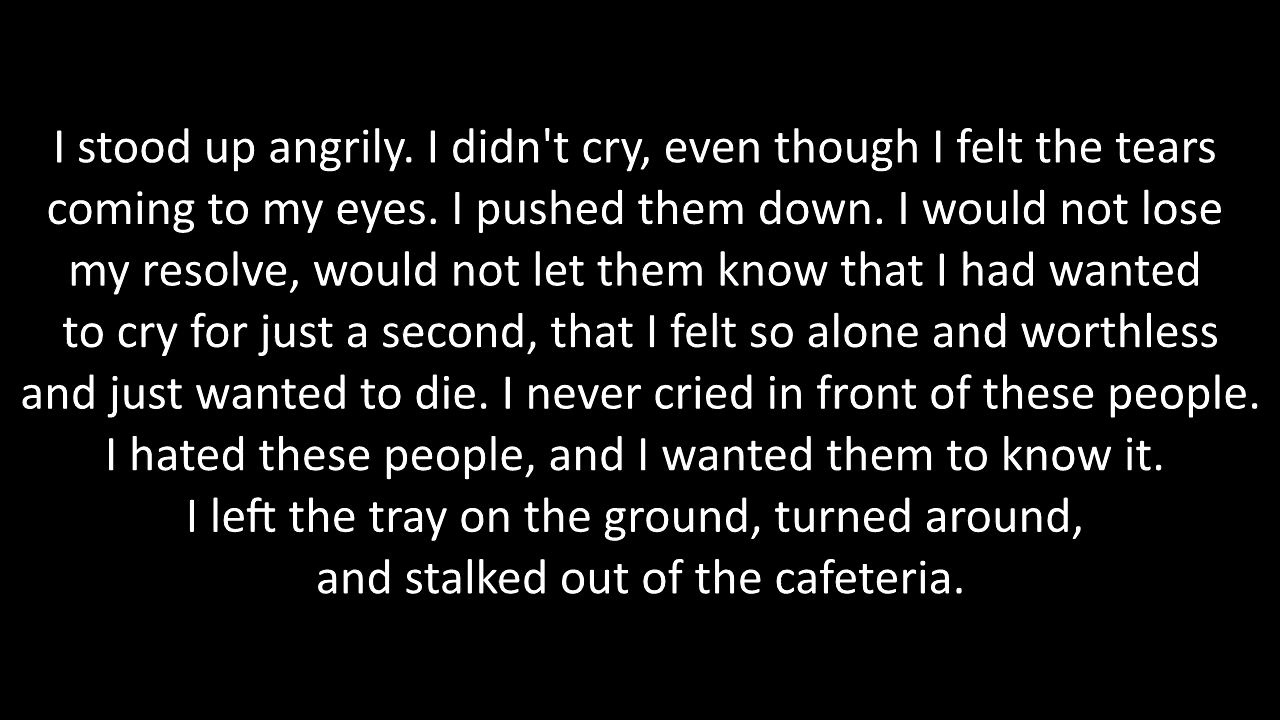 I stood up angrily. I didn't cry, even though I felt the tears
coming to my eyes. I pushed them down. I would not lose
my resolve, would not let them know that I had wanted
to cry for just a second, that I felt so alone and worthless
and just wanted to die. I never cried in front of these people.
I hated these people, and I wanted them to know it.
I left the tray on the ground, turned around,
and stalked out of the cafeteria.